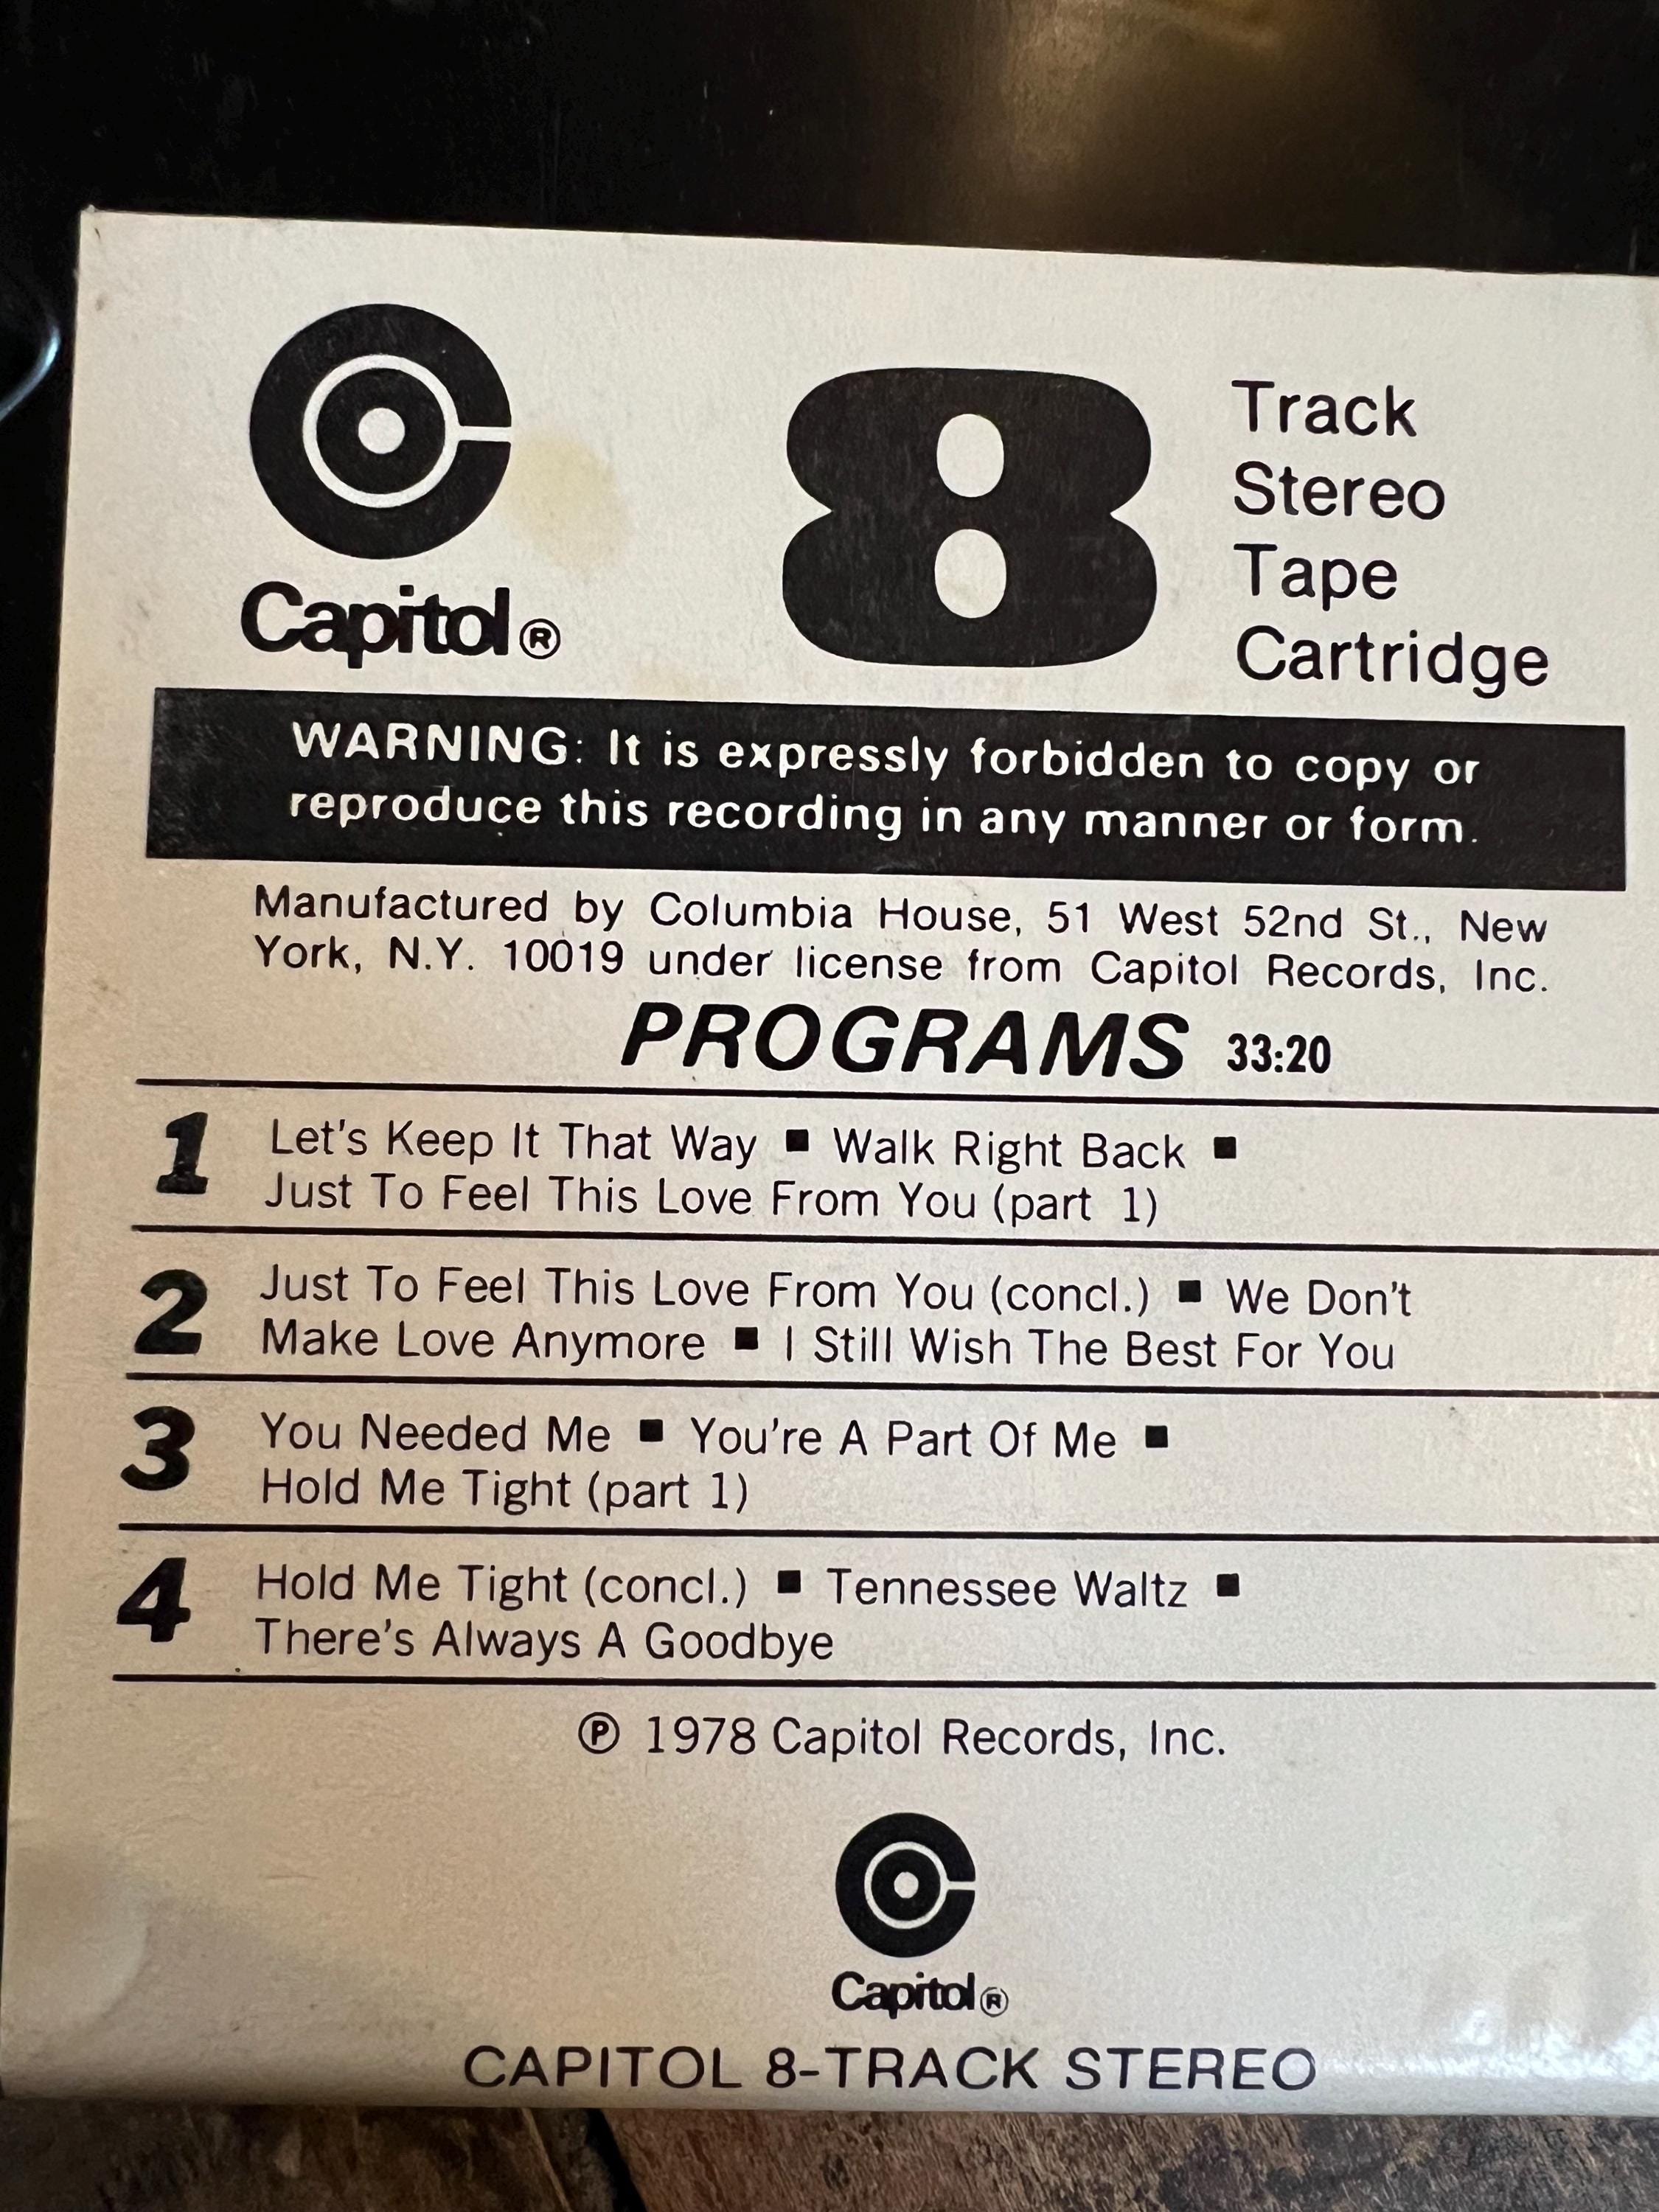 Capitol®
8
Track
Stereo
Tape
Cartridge
WARNING: It is expressly forbidden to copy or
reproduce this recording in any manner or form.
Manufactured by Columbia House, 51 West 52nd St., New
York, N.Y. 10019 under license from Capitol Records, Inc.
PROGRAMS 33:20
1 Let's Keep It That Way ■ Walk Right Back ■
Just To Feel This Love From You (part 1)
2 Just To Feel This Love From You (concl.) ■ We Don't
Make Love Anymore ■ I Still Wish The Best For You
3 You Needed Me ■ You're A Part Of Me ■
Hold Me Tight (part 1)
4 Hold Me Tight (concl.) ■ Tennessee Waltz ■
There's Always A Goodbye
℗ 1978 Capitol Records, Inc.
Capitol®
CAPITOL 8-TRACK STEREO